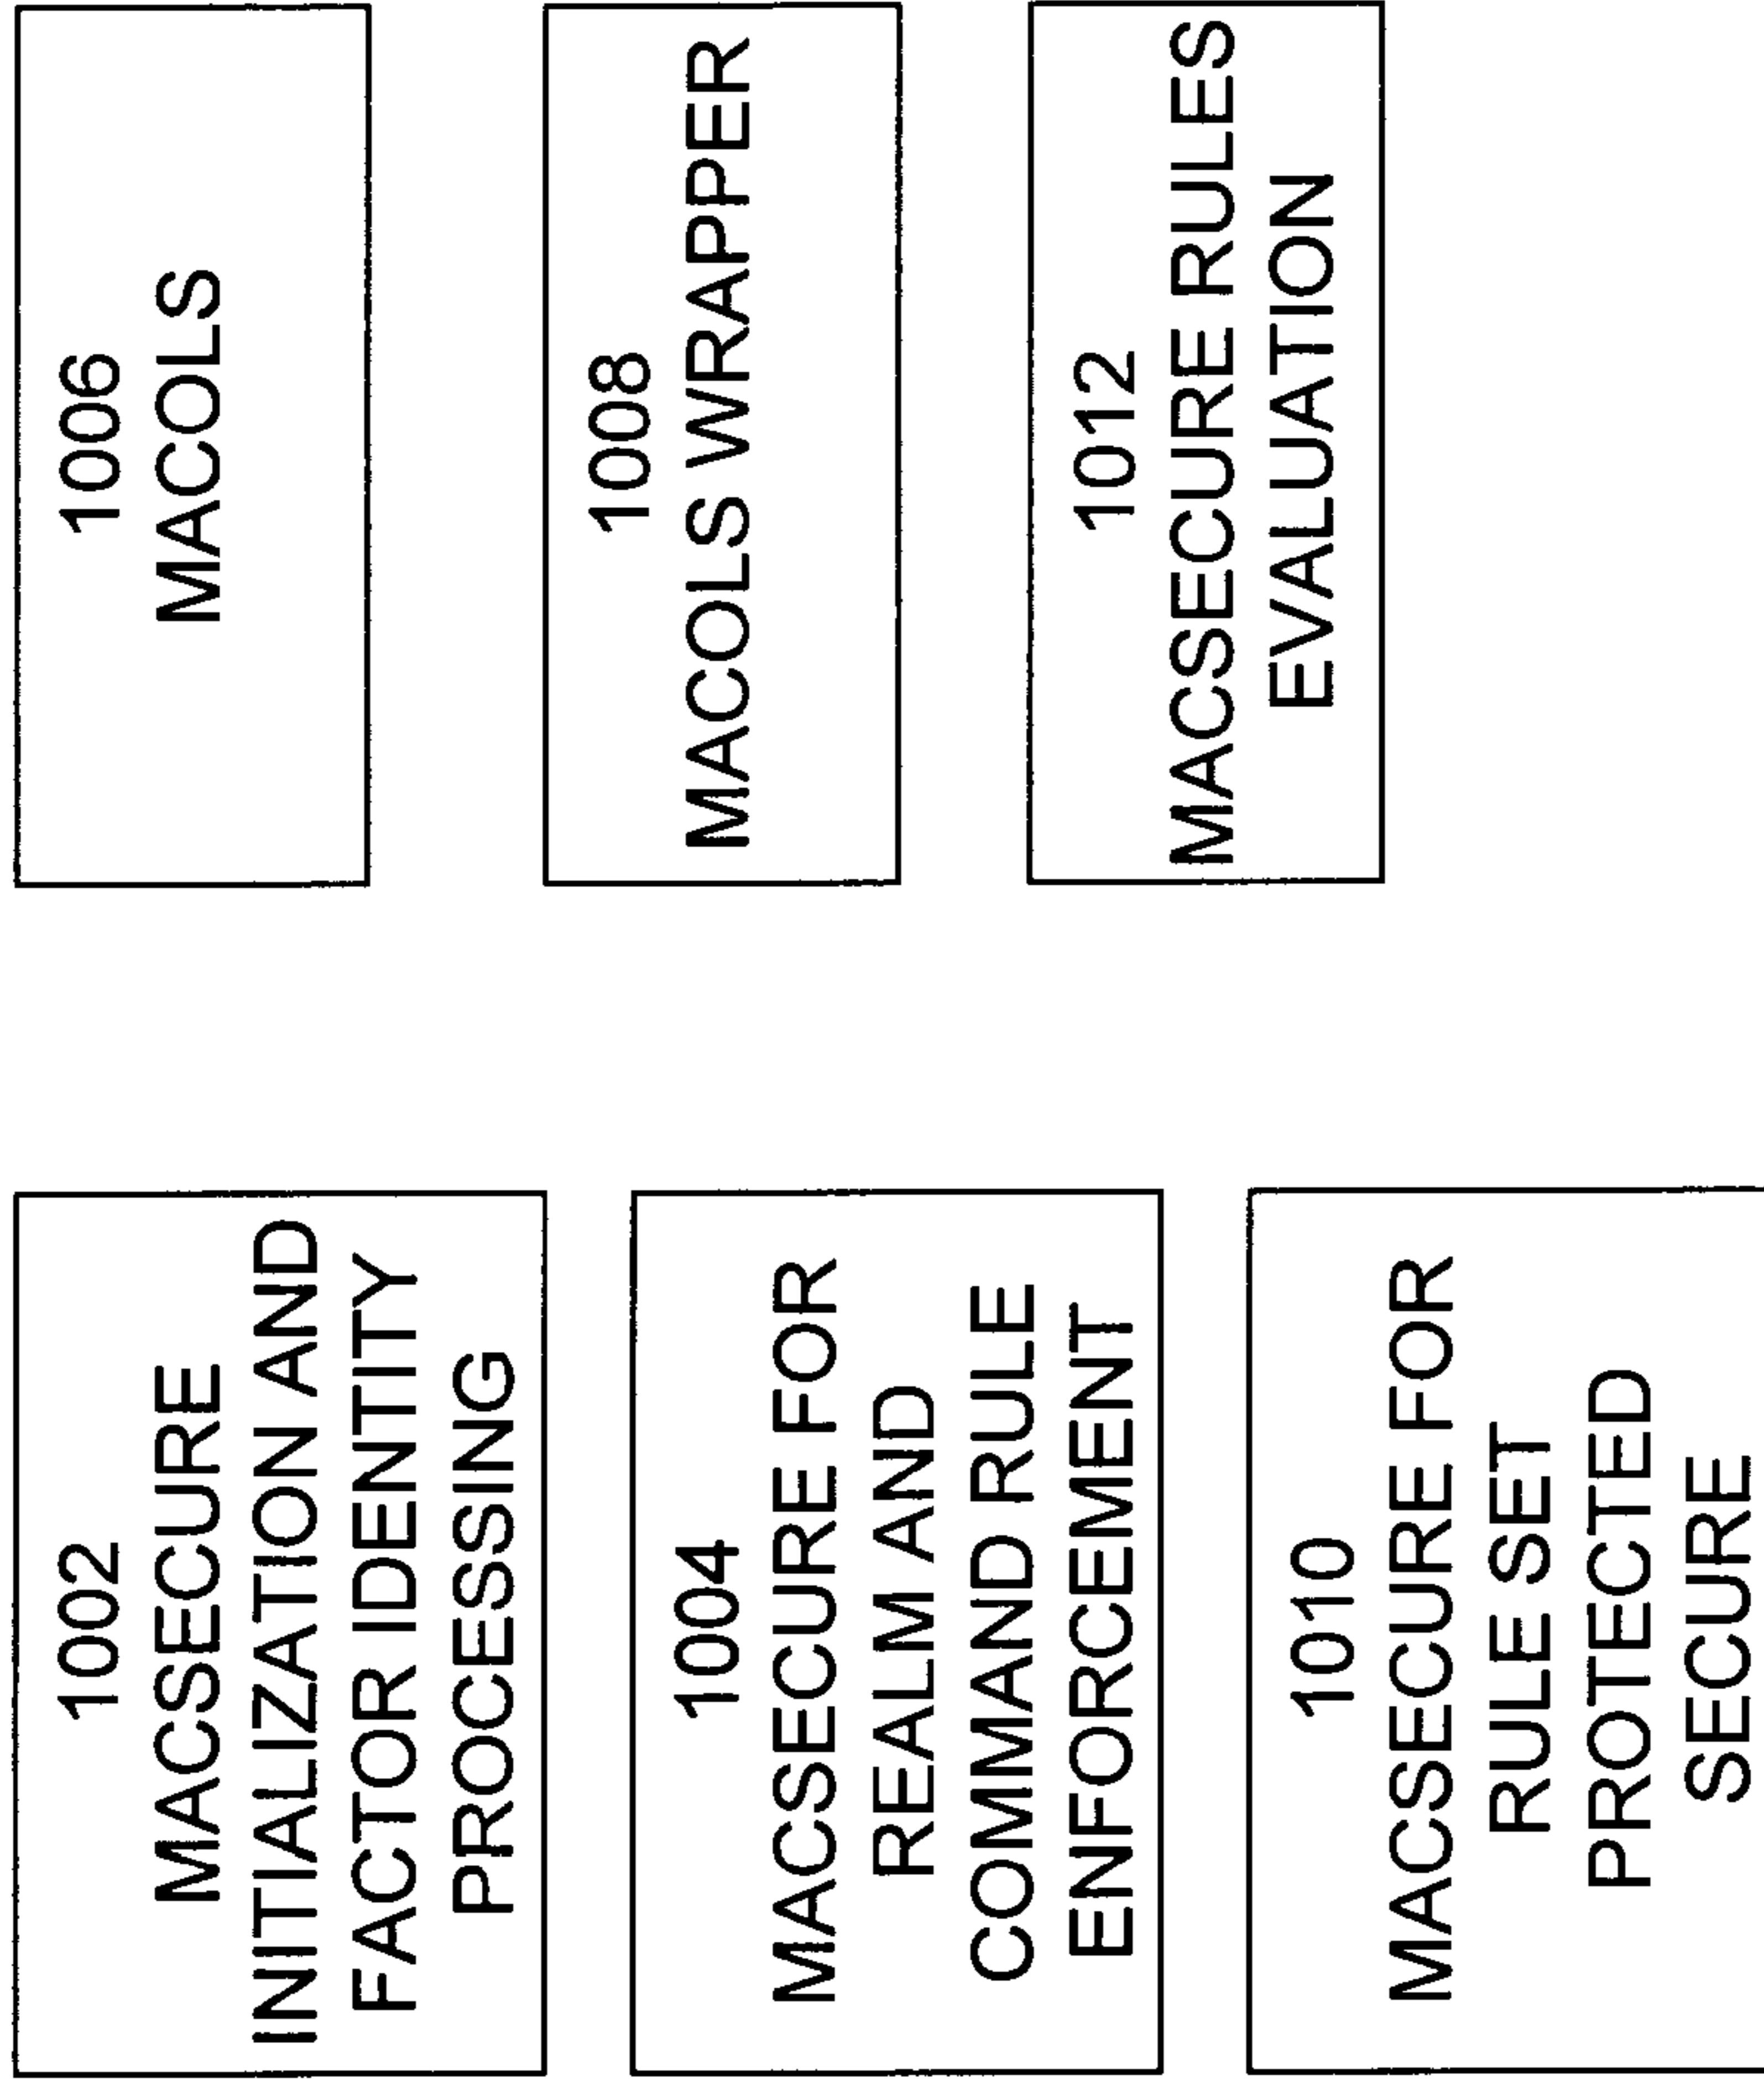 1002
MACSECURE
INITIALIZATION AND
FACTOR IDENTITY
PROCESSING
1004
MACSECURE FOR
REALM AND
COMMAND RULE
ENFORCEMENT
1010
MACSECURE FOR
RULE SET
PROTECTED
SECURE
1006
MACOLS
1008
MACOLS WRAPPER
1012
MACSECURE RULES
EVALUATION